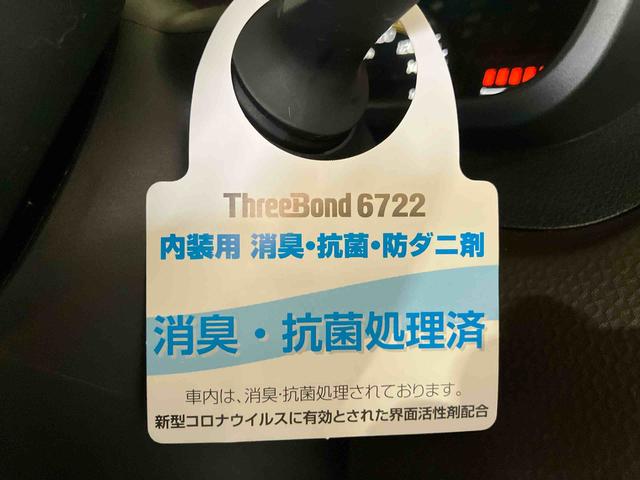 ThreeBond 6722
内装用 消臭・抗菌・防ダニ剤
消臭・抗菌処理済
車内は、消臭・抗菌処理されております。
新型コロナウイルスに有効とされた界面活性剤配合